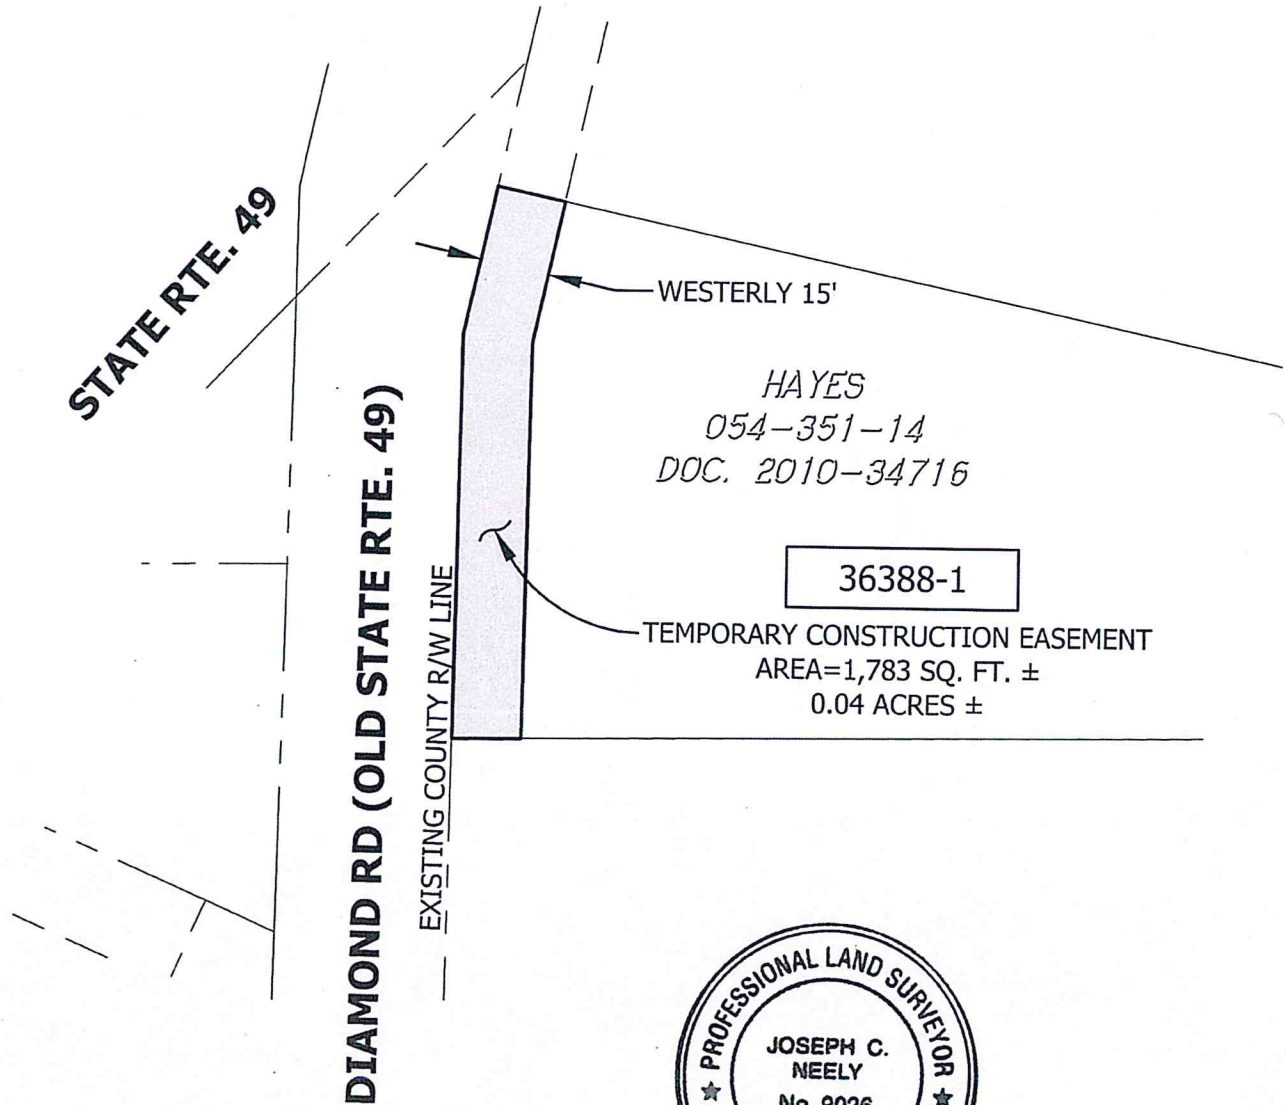 STATE RTE. 49
WESTERLY 15'
HAYES
054-351-14
DOC. 2010-34716
DIAMOND RD (OLD STATE RTE. 49)
EXISTING COUNTY R/W LINE
36388-1
TEMPORARY CONSTRUCTION EASEMENT
AREA=1,783 SQ. FT. ±
0.04 ACRES ±
PROFESSIONAL LAND SURVEYOR
JOSEPH C.
NEELY
No. 9026